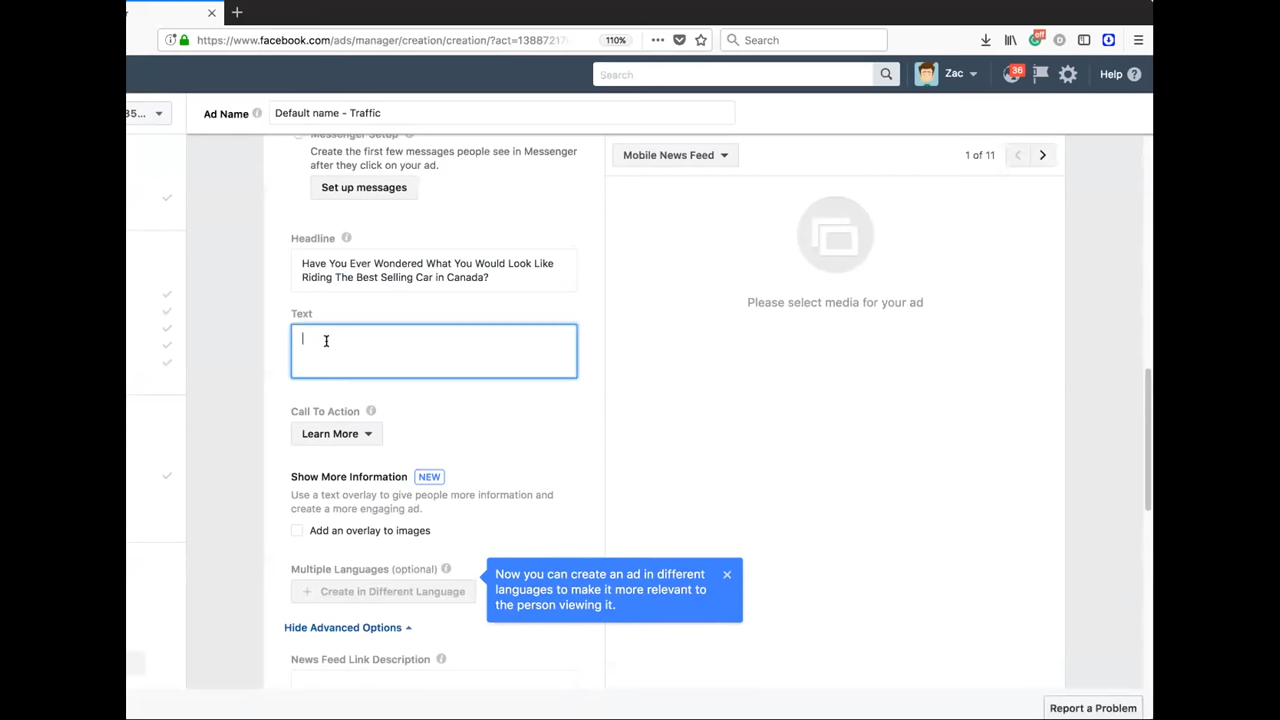 https://www.facebook.com/ads/manager/creation/creation/?act=13887217 110% Search
off
Search Zac 36 Help
35... Ad Name Default name - Traffic
Messenger Setup
Create the first few messages people see in Messenger
after they click on your ad.
Set up messages
Mobile News Feed 1 of 11
Please select media for your ad
Headline
Have You Ever Wondered What You Would Look Like
Riding The Best Selling Car in Canada?
Text
Call To Action
Learn More
Show More Information NEW
Use a text overlay to give people more information and
create a more engaging ad.
Add an overlay to images
Multiple Languages (optional)
+ Create in Different Language
Now you can create an ad in different
languages to make it more relevant to
the person viewing it.
Hide Advanced Options
News Feed Link Description
Report a Problem